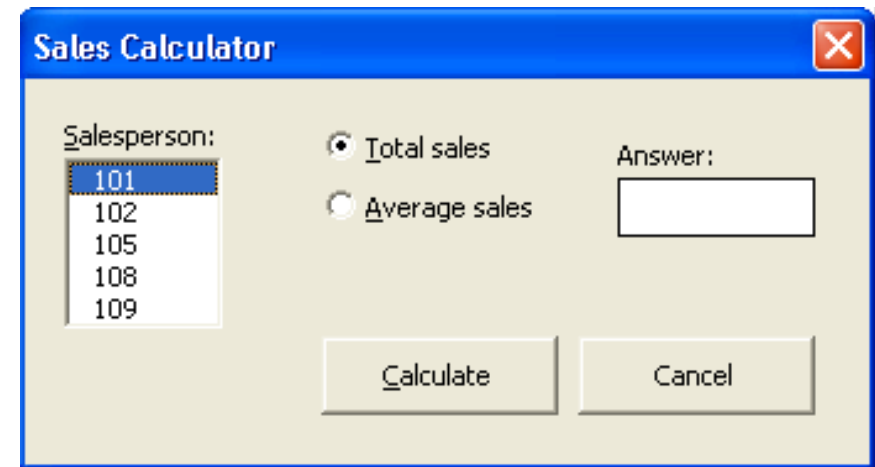 Sales Calculator
Salesperson:
101
102
105
108
109
Total sales
Average sales
Answer:
Calculate
Cancel